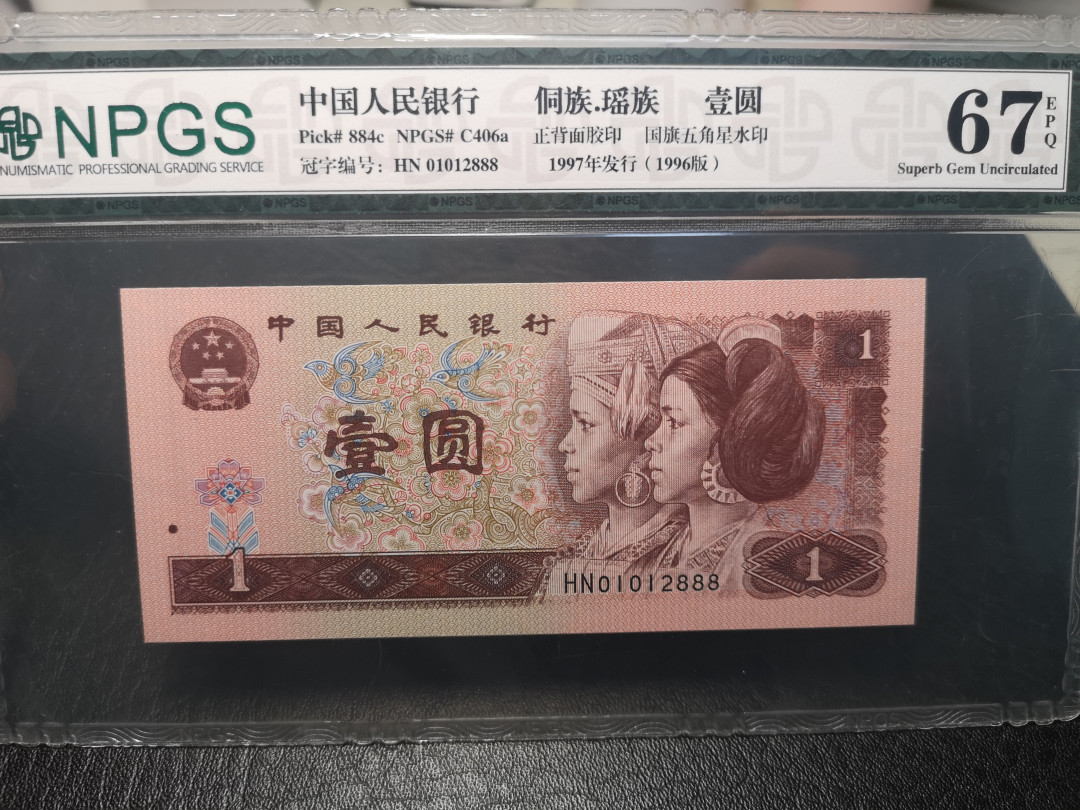 NPGS
NUMISMATIC PROFESSIONAL GRADING SERVICE
中国人民银行 侗族.瑶族 壹圆
Pick# 884c NPGS# C406a 正背面胶印 国旗五角星水印
冠字编号: HN 01012888 1997年发行(1996版)
67 EPQ
Superb Gem Uncirculated
中国人民银行
1
壹圆
1
1
HN01012888